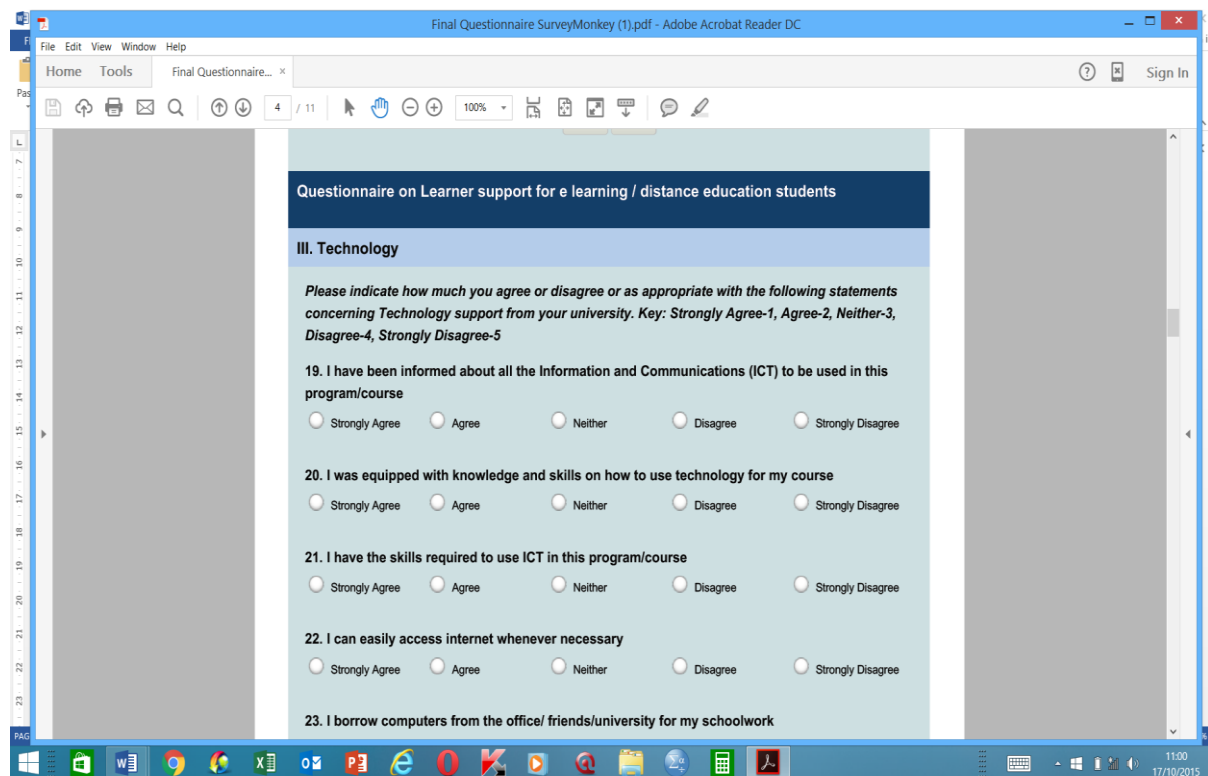 Final Questionnaire SurveyMonkey (1).pdf - Adobe Acrobat Reader DC
File Edit View Window Help
Home Tools Final Questionnaire... × Sign In
4 / 11 100%
Questionnaire on Learner support for e learning / distance education students
III. Technology
Please indicate how much you agree or disagree or as appropriate with the following statements
concerning Technology support from your university. Key: Strongly Agree-1, Agree-2, Neither-3,
Disagree-4, Strongly Disagree-5
19. I have been informed about all the Information and Communications (ICT) to be used in this
program/course
Strongly Agree Agree Neither Disagree Strongly Disagree
20. I was equipped with knowledge and skills on how to use technology for my course
Strongly Agree Agree Neither Disagree Strongly Disagree
21. I have the skills required to use ICT in this program/course
Strongly Agree Agree Neither Disagree Strongly Disagree
22. I can easily access internet whenever necessary
Strongly Agree Agree Neither Disagree Strongly Disagree
23. I borrow computers from the office/ friends/university for my schoolwork
PAG
11:00
17/10/2015